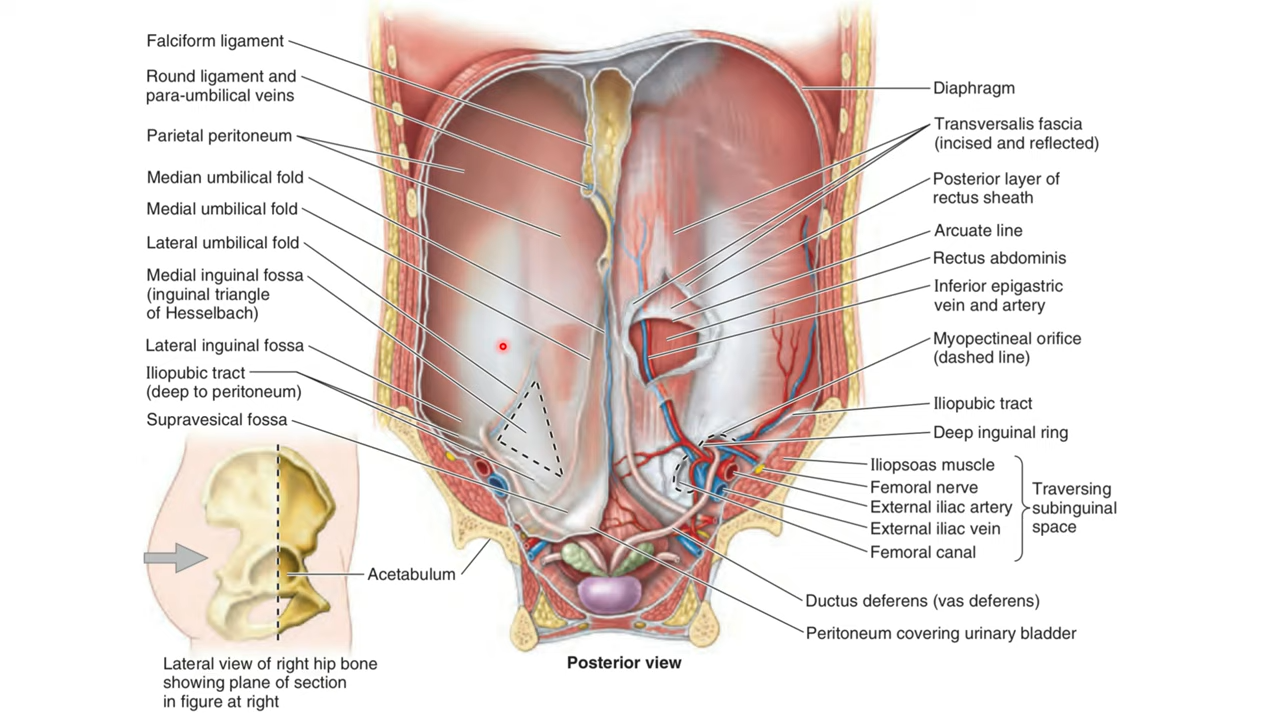 Falciform ligament
Round ligament and
para-umbilical veins
Parietal peritoneum
Median umbilical fold
Medial umbilical fold
Lateral umbilical fold
Medial inguinal fossa
(inguinal triangle
of Hesselbach)
Lateral inguinal fossa
Iliopubic tract
(deep to peritoneum)
Supravesical fossa
Acetabulum
Lateral view of right hip bone
showing plane of section
in figure at right
Diaphragm
Transversalis fascia
(incised and reflected)
Posterior layer of
rectus sheath
Arcuate line
Rectus abdominis
Inferior epigastric
vein and artery
Myopectineal orifice
(dashed line)
Iliopubic tract
Deep inguinal ring
Iliopsoas muscle
Femoral nerve
External iliac artery
External iliac vein
Femoral canal
Traversing
subinguinal
space
Ductus deferens (vas deferens)
Peritoneum covering urinary bladder
Posterior view